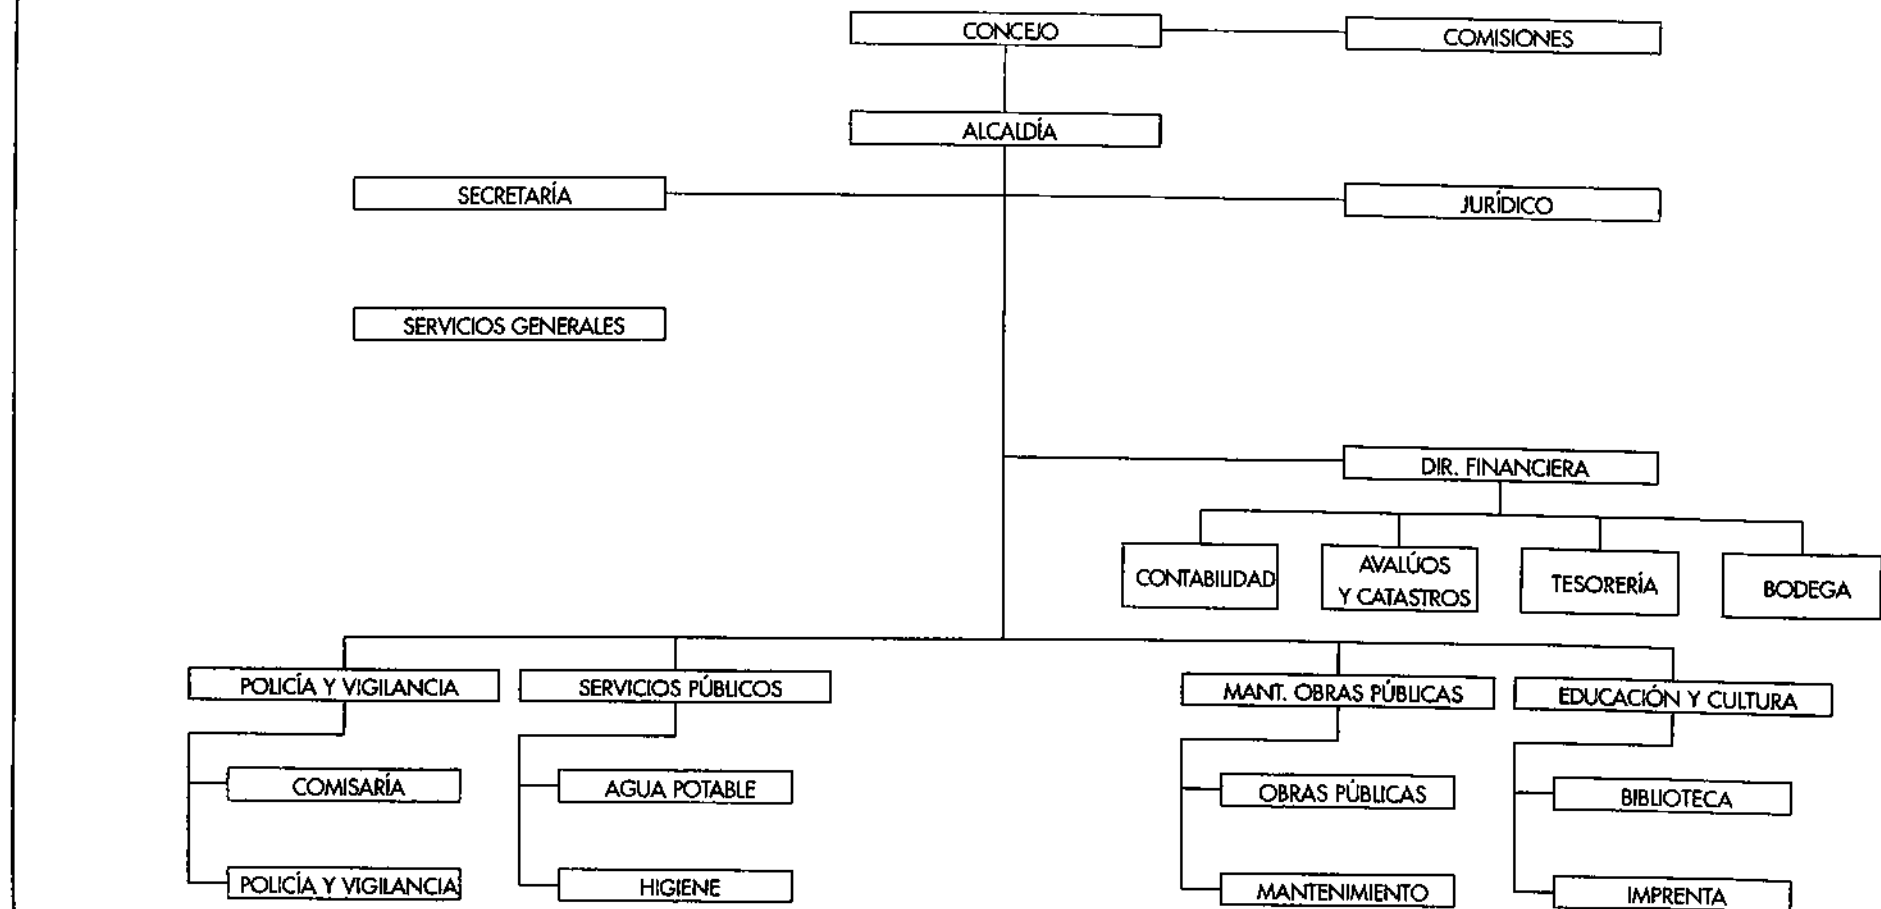 CONCEJO
COMISIONES
ALCALDÍA
SECRETARÍA
JURÍDICO
SERVICIOS GENERALES
DIR. FINANCIERA
CONTABILIDAD
AVALÚOS
Y CATASTROS
TESORERÍA
BODEGA
POLICÍA Y VIGILANCIA
SERVICIOS PÚBLICOS
MANT. OBRAS PÚBLICAS
EDUCACIÓN Y CULTURA
COMISARÍA
AGUA POTABLE
OBRAS PÚBLICAS
BIBLIOTECA
POLICÍA Y VIGILANCIA
HIGIENE
MANTENIMIENTO
IMPRENTA